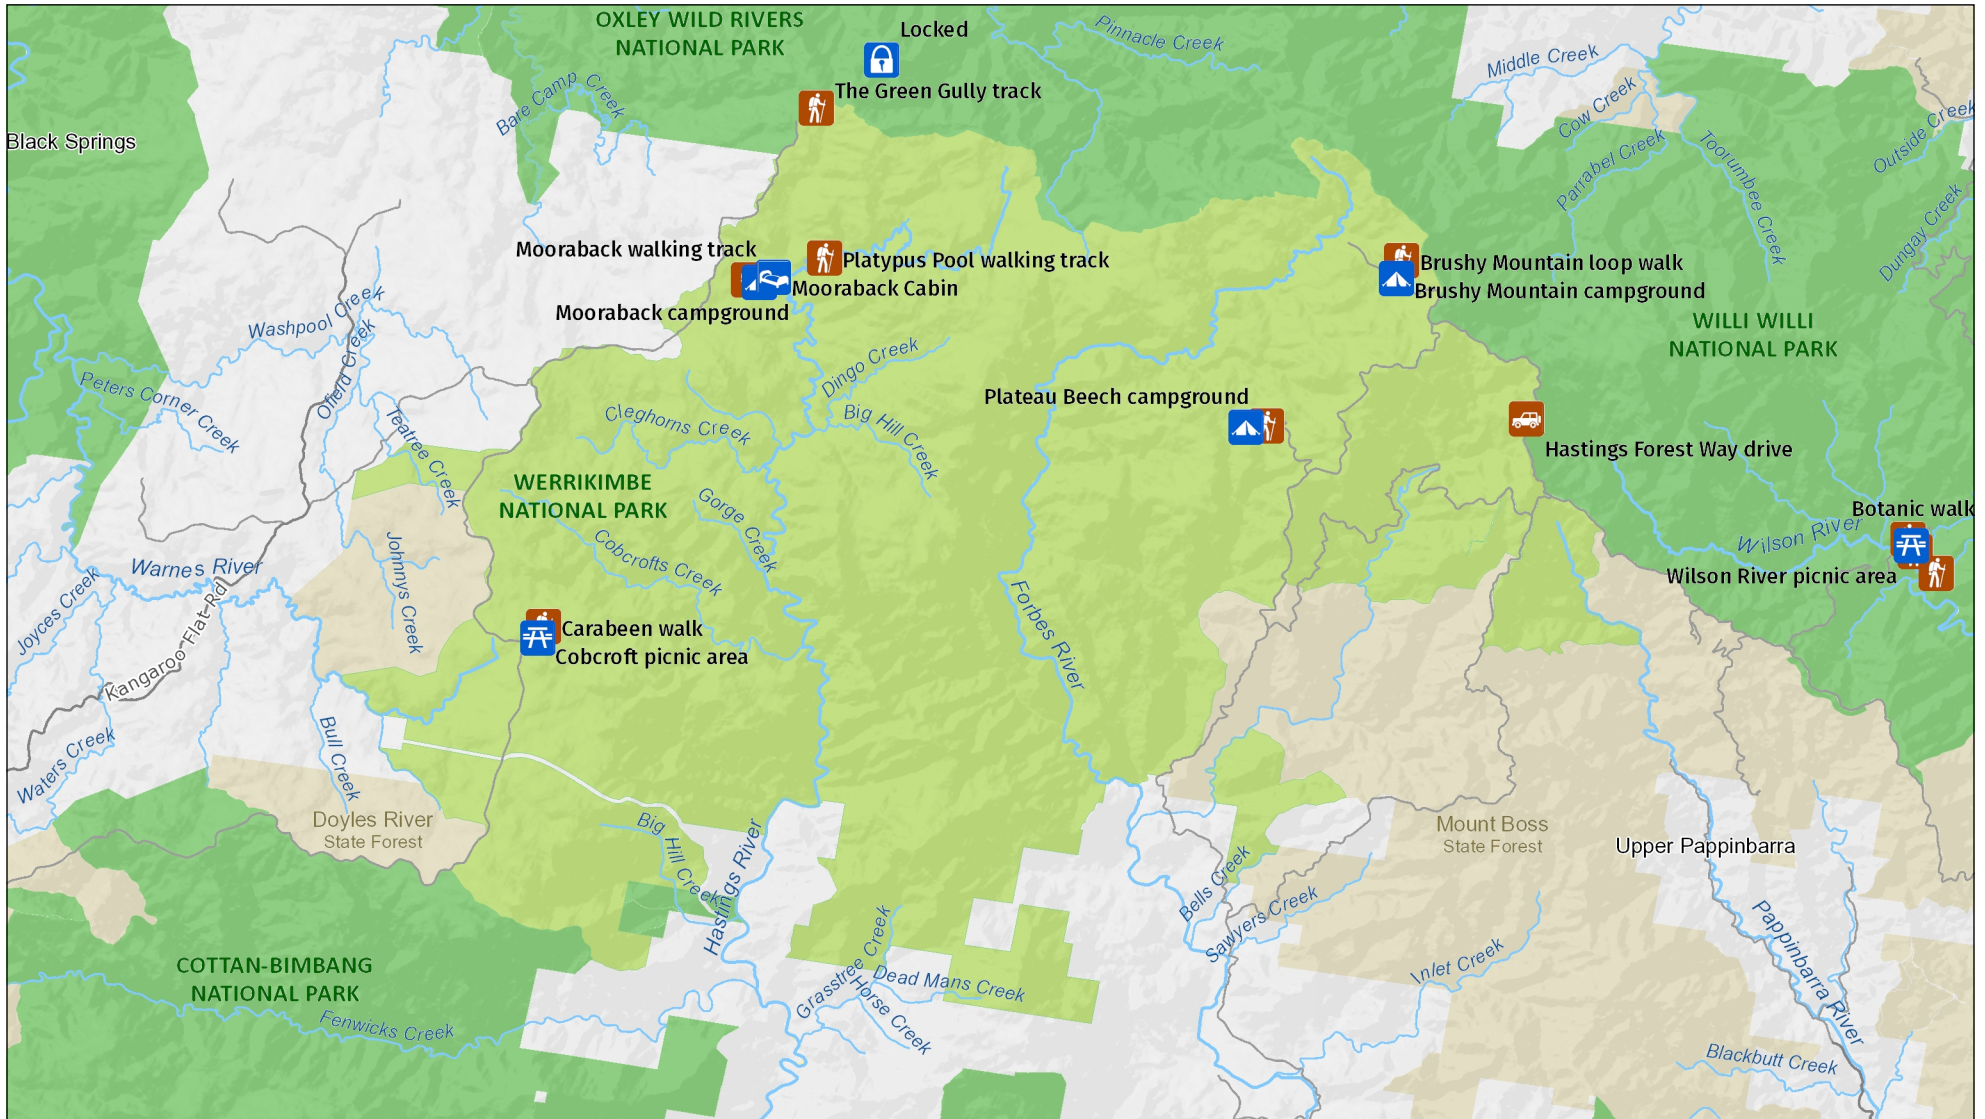 OXLEY WILD RIVERS
NATIONAL PARK
Locked
The Green Gully track
Pinnacle Creek
Middle Creek
Cow Creek
Parrabel Creek
Toorumbee Creek
Outside Creek
Dungay Creek
Bare Camp Creek
Black Springs
Mooraback walking track
Platypus Pool walking track
Mooraback Cabin
Mooraback campground
Brushy Mountain loop walk
Brushy Mountain campground
WILLI WILLI
NATIONAL PARK
Washpool Creek
Ofield Creek
Peters Corner Creek
Teatree Creek
Dingo Creek
Cleghorns Creek
Big Hill Creek
Plateau Beech campground
Hastings Forest Way drive
WERRIKIMBE
NATIONAL PARK
Gorge Creek
Cobcrofts Creek
Johnnys Creek
Botanic walk
Wilson River
Wilson River picnic area
Warnes River
Joyces Creek
Kangaroo Flat Rd
Forbes River
Carabeen walk
Cobcroft picnic area
Waters Creek
Bull Creek
Doyles River
State Forest
Big Hill Creek
Hastings River
Mount Boss
State Forest
Upper Pappinbarra
Bells Creek
Sawyers Creek
Inlet Creek
Pappinbarra River
COTTAN-BIMBANG
NATIONAL PARK
Fenwicks Creek
Grasstree Creek
Dead Mans Creek
Horse Creek
Blackbutt Creek